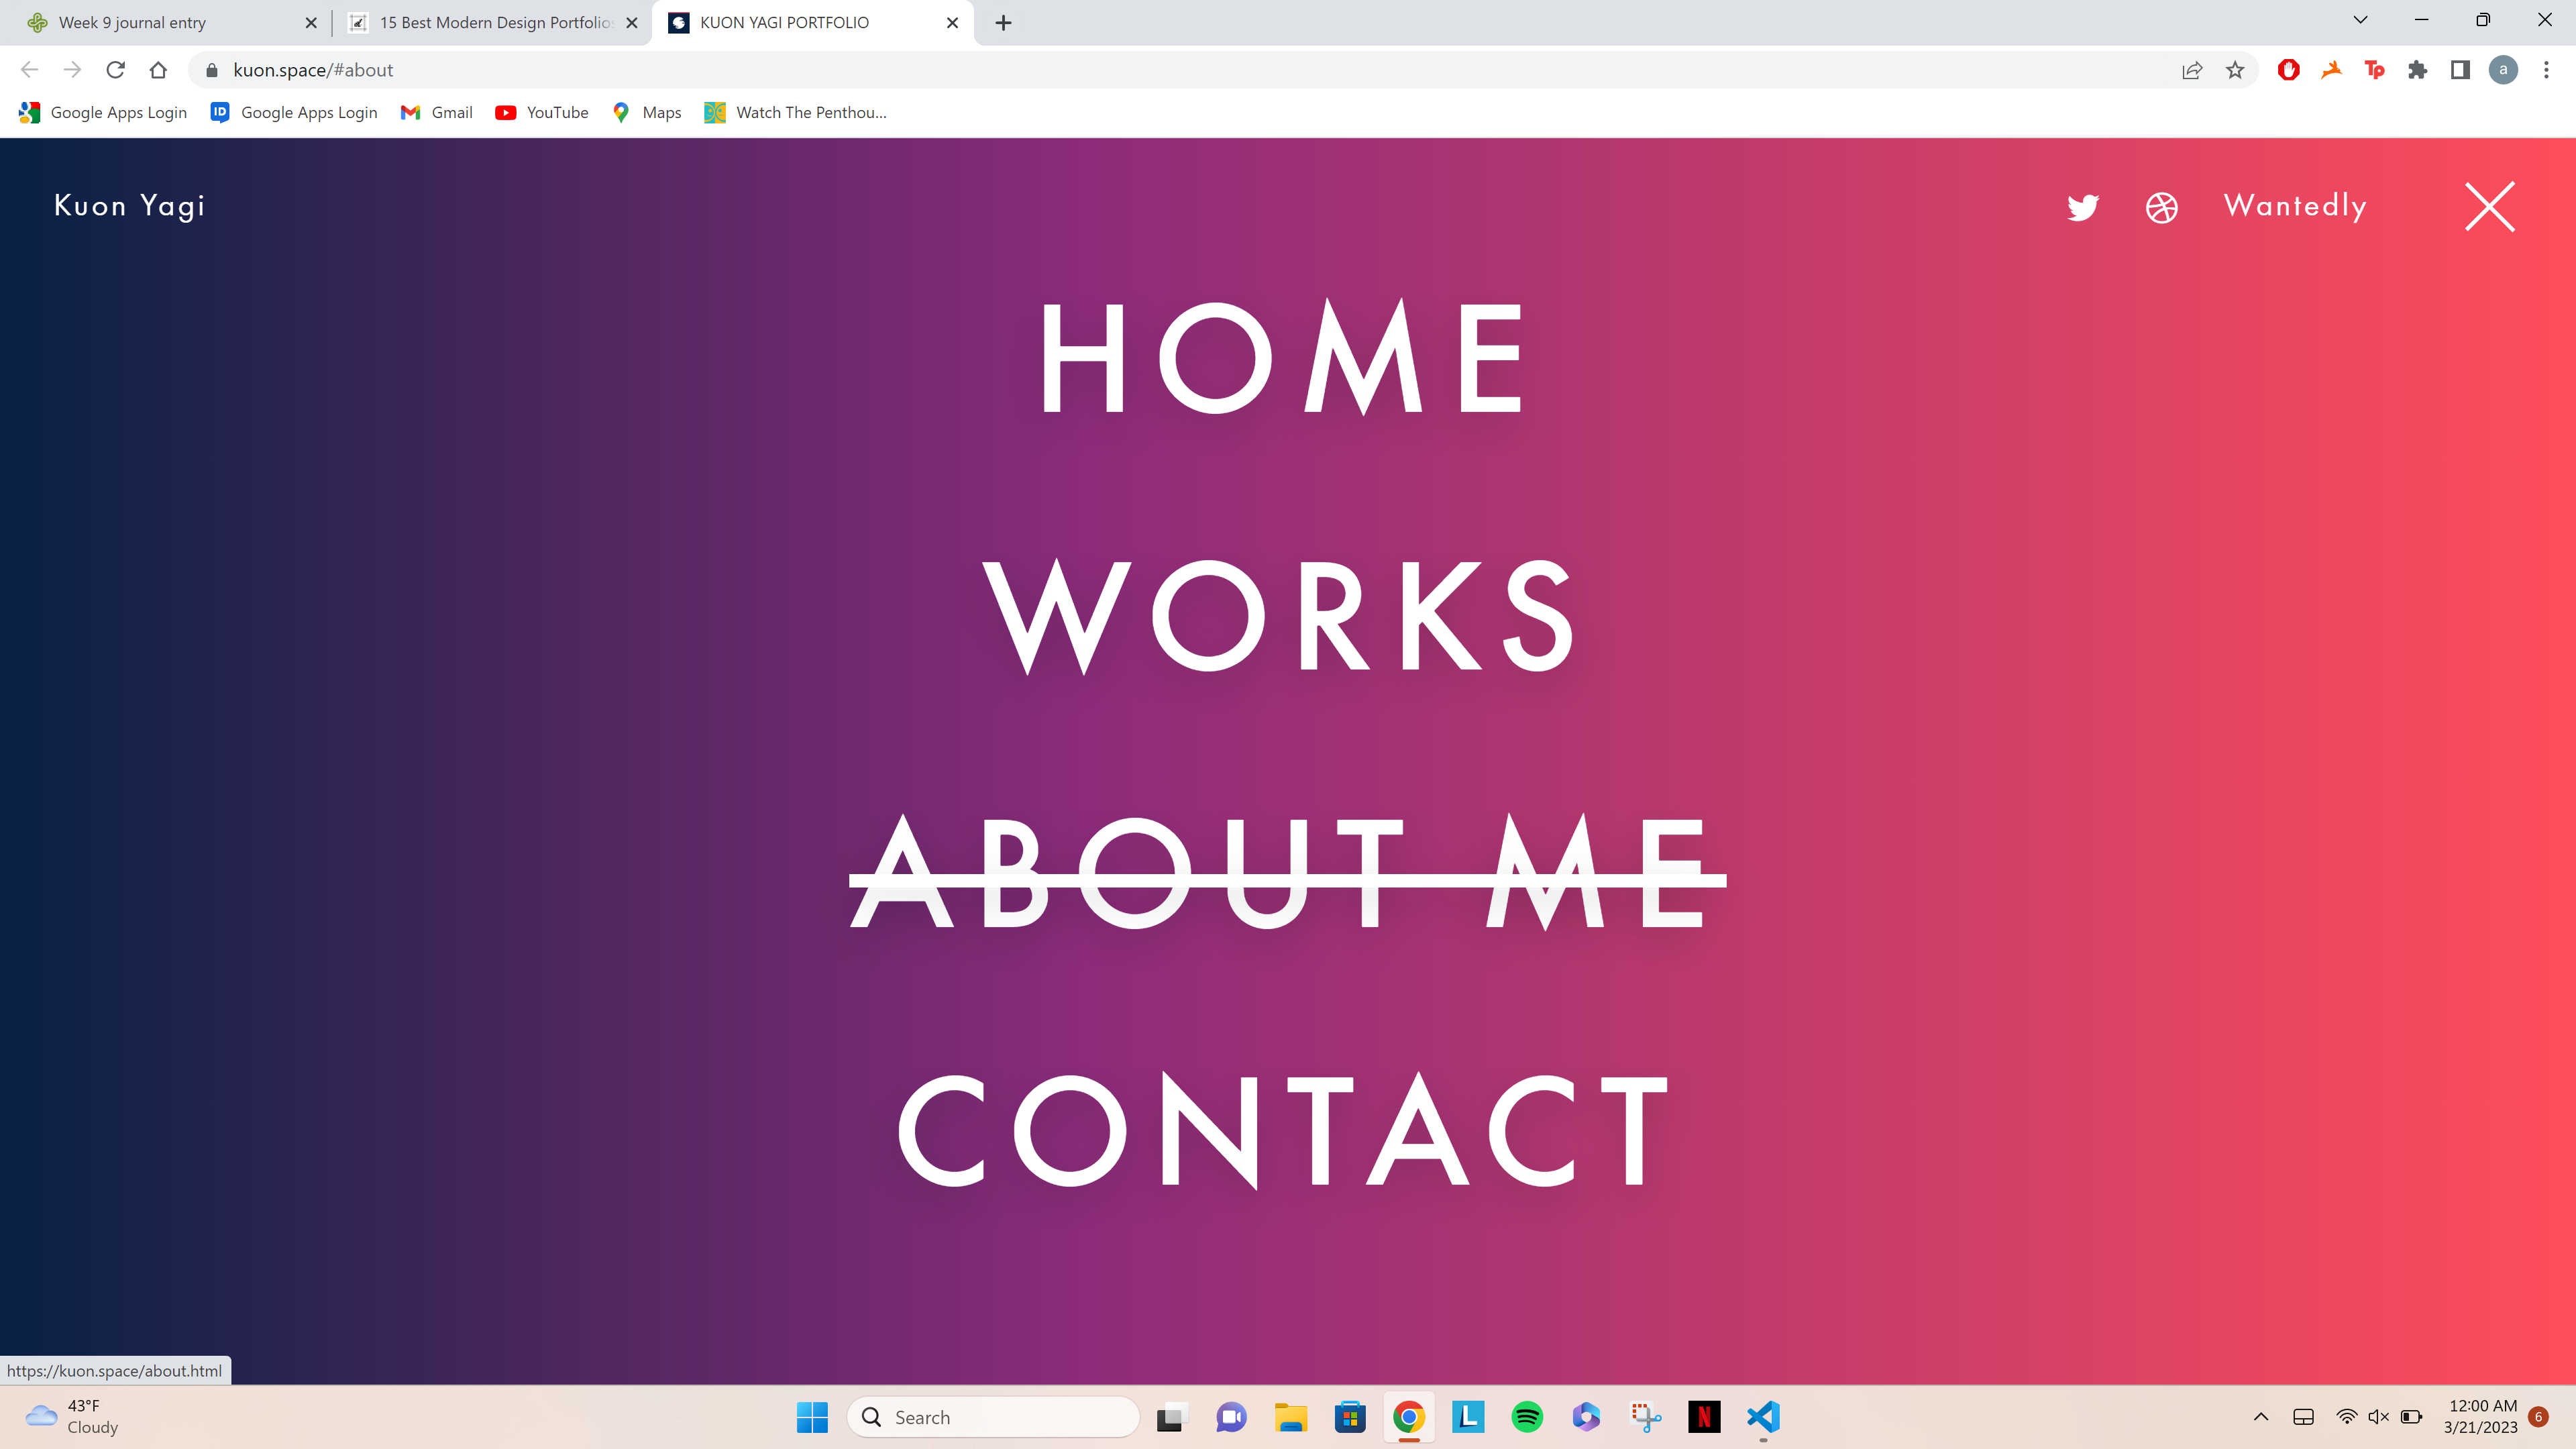 Week 9 journal entry
15 Best Modern Design Portfolios
KUON YAGI PORTFOLIO
kuon.space/#about
a
Google Apps Login
Google Apps Login
Gmail
YouTube
Maps
Watch The Penthou...
Kuon Yagi
Wantedly
HOME
WORKS
ABOUT ME
CONTACT
https://kuon.space/about.html
43°F
Cloudy
Search
12:00 AM
3/21/2023
6